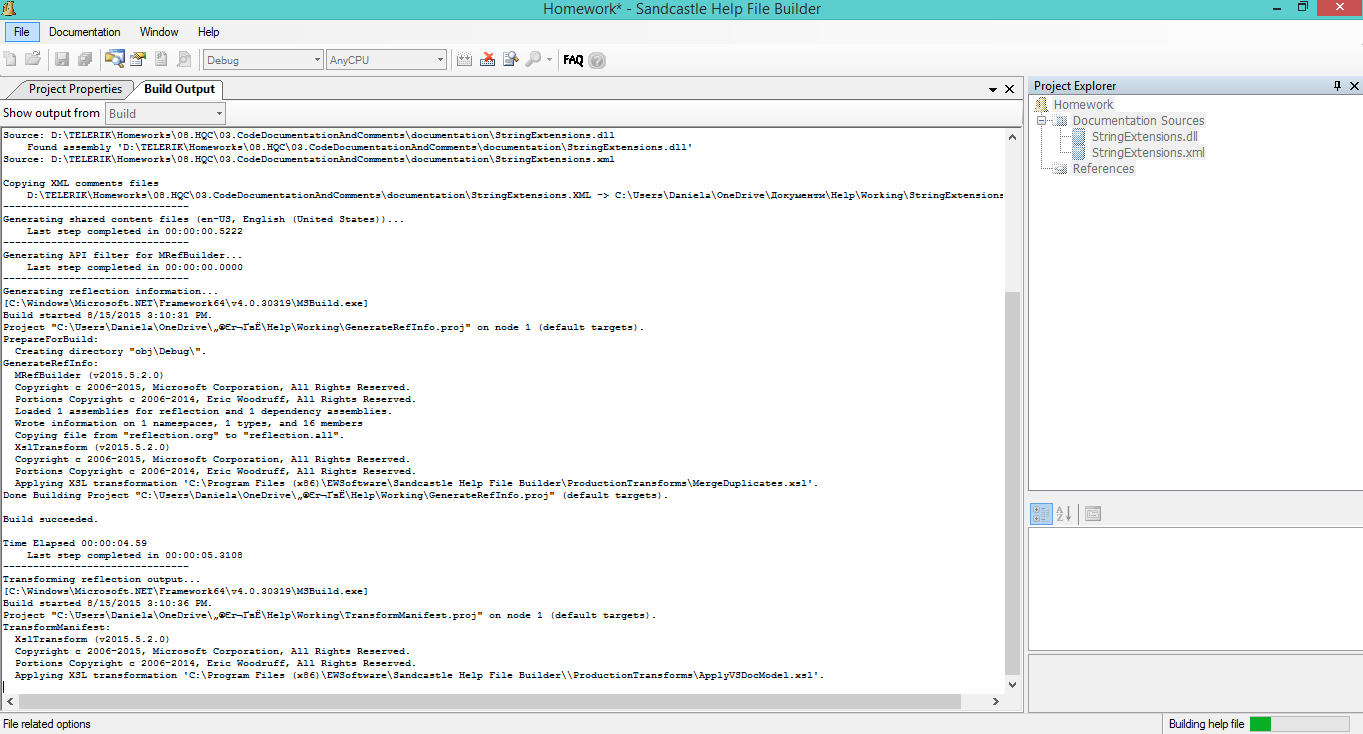 Homework* - Sandcastle Help File Builder
File Documentation Window Help
Debug AnyCPU FAQ
Project Properties Build Output
Show output from Build
Source: D:\TELERIK\Homeworks\08.HQC\03.CodeDocumentationAndComments\documentation\StringExtensions.dll
Found assembly 'D:\TELERIK\Homeworks\08.HQC\03.CodeDocumentationAndComments\documentation\StringExtensions.dll'
Source: D:\TELERIK\Homeworks\08.HQC\03.CodeDocumentationAndComments\documentation\StringExtensions.xml
Copying XML comments files
D:\TELERIK\Homeworks\08.HQC\03.CodeDocumentationAndComments\documentation\StringExtensions.XML -> C:\Users\Daniela\OneDrive\Документи\Help\Working\StringExtensions
-------------------------------
Generating shared content files (en-US, English (United States))...
Last step completed in 00:00:00.5222
-------------------------------
Generating API filter for MRefBuilder...
Last step completed in 00:00:00.0000
-------------------------------
Generating reflection information...
[C:\Windows\Microsoft.NET\Framework64\v4.0.30319\MSBuild.exe]
Build started 8/15/2015 3:10:31 PM.
Project "C:\Users\Daniela\OneDrive\„®Єг¬ҐвЁ\Help\Working\GenerateRefInfo.proj" on node 1 (default targets).
PrepareForBuild:
Creating directory "obj\Debug\".
GenerateRefInfo:
MRefBuilder (v2015.5.2.0)
Copyright c 2006-2015, Microsoft Corporation, All Rights Reserved.
Portions Copyright c 2006-2014, Eric Woodruff, All Rights Reserved.
Loaded 1 assemblies for reflection and 1 dependency assemblies.
Wrote information on 1 namespaces, 1 types, and 16 members
Copying file from "reflection.org" to "reflection.all".
XslTransform (v2015.5.2.0)
Copyright c 2006-2015, Microsoft Corporation, All Rights Reserved.
Portions Copyright c 2006-2014, Eric Woodruff, All Rights Reserved.
Applying XSL transformation 'C:\Program Files (x86)\EWSoftware\Sandcastle Help File Builder\ProductionTransforms\MergeDuplicates.xsl'.
Done Building Project "C:\Users\Daniela\OneDrive\„®Єг¬ҐвЁ\Help\Working\GenerateRefInfo.proj" (default targets).
Build succeeded.
Time Elapsed 00:00:04.59
Last step completed in 00:00:05.3108
-------------------------------
Transforming reflection output...
[C:\Windows\Microsoft.NET\Framework64\v4.0.30319\MSBuild.exe]
Build started 8/15/2015 3:10:36 PM.
Project "C:\Users\Daniela\OneDrive\„®Єг¬ҐвЁ\Help\Working\TransformManifest.proj" on node 1 (default targets).
TransformManifest:
XslTransform (v2015.5.2.0)
Copyright c 2006-2015, Microsoft Corporation, All Rights Reserved.
Portions Copyright c 2006-2014, Eric Woodruff, All Rights Reserved.
Applying XSL transformation 'C:\Program Files (x86)\EWSoftware\Sandcastle Help File Builder\\ProductionTransforms\ApplyVSDocModel.xsl'.
Project Explorer
Homework
Documentation Sources
StringExtensions.dll
StringExtensions.xml
References
File related options
Building help file